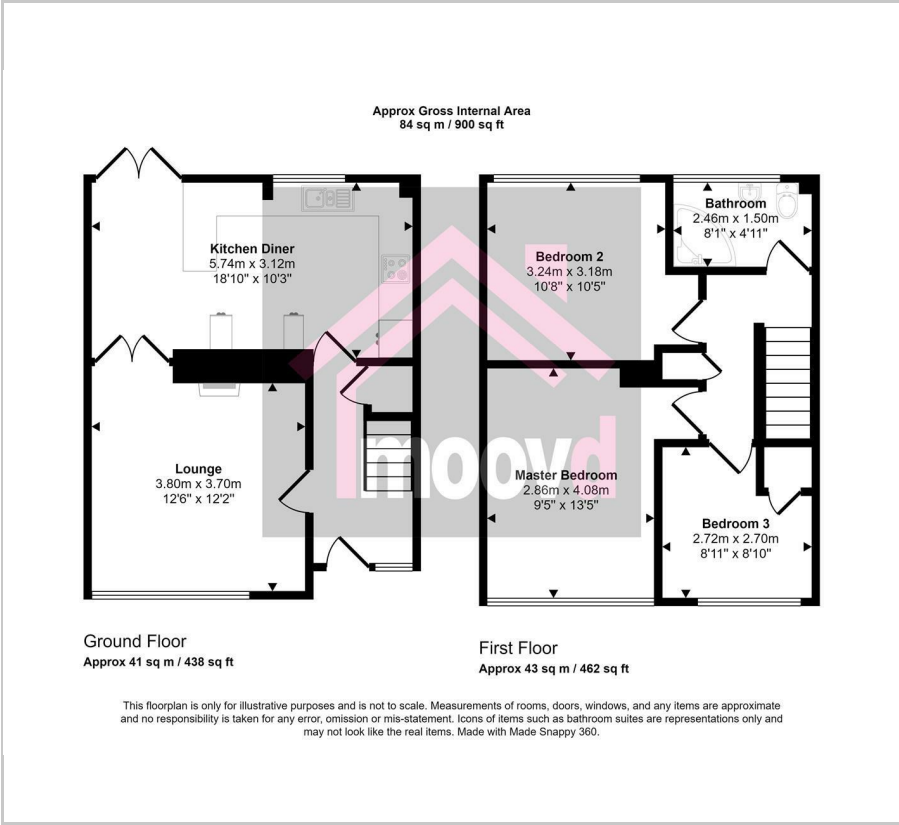 Approx Gross Internal Area
84 sq m / 900 sq ft
Kitchen Diner
5.74m x 3.12m
18'10" x 10'3"
Lounge
3.80m x 3.70m
12'6" x 12'2"
Bedroom 2
3.24m x 3.18m
10'8" x 10'5"
Bathroom
2.46m x 1.50m
8'1" x 4'11"
Master Bedroom
2.86m x 4.08m
9'5" x 13'5"
Bedroom 3
2.72m x 2.70m
8'11" x 8'10"
moovd
Ground Floor
Approx 41 sq m / 438 sq ft
First Floor
Approx 43 sq m / 462 sq ft
This floorplan is only for illustrative purposes and is not to scale. Measurements of rooms, doors, windows, and any items are approximate
and no responsibility is taken for any error, omission or mis-statement. Icons of items such as bathroom suites are representations only and
may not look like the real items. Made with Made Snappy 360.